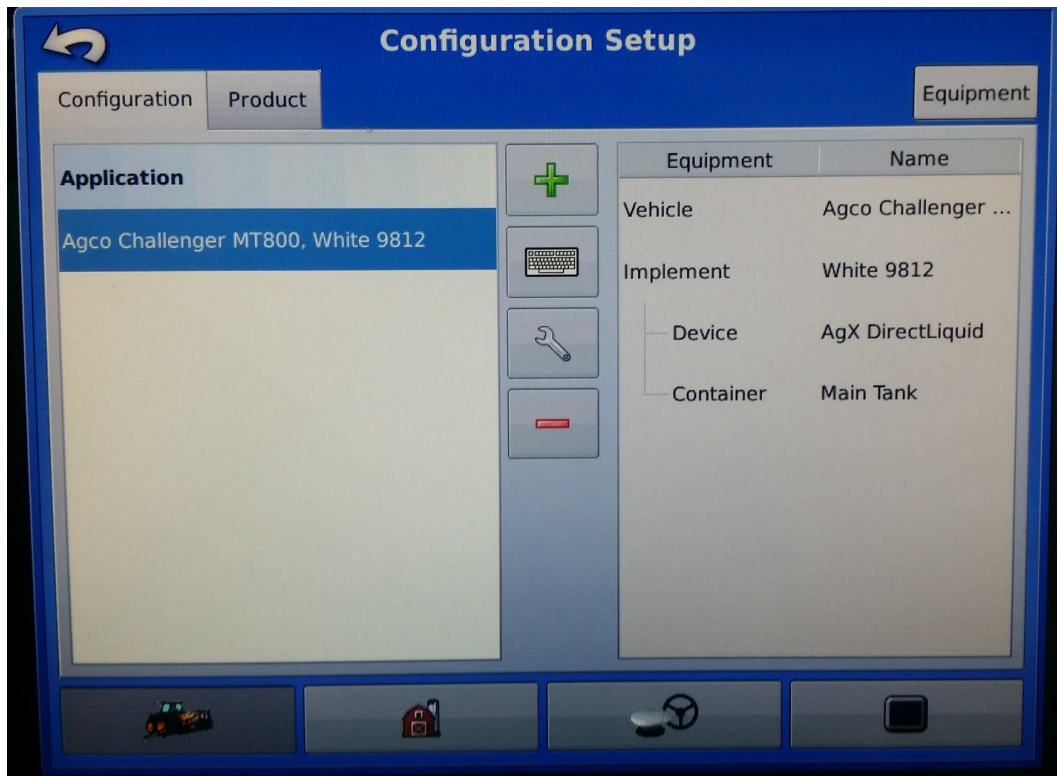 Configuration Setup
Configuration
Product
Equipment
Application
Agco Challenger MT800, White 9812
Equipment Name
Vehicle Agco Challenger ...
Implement White 9812
Device AgX DirectLiquid
Container Main Tank